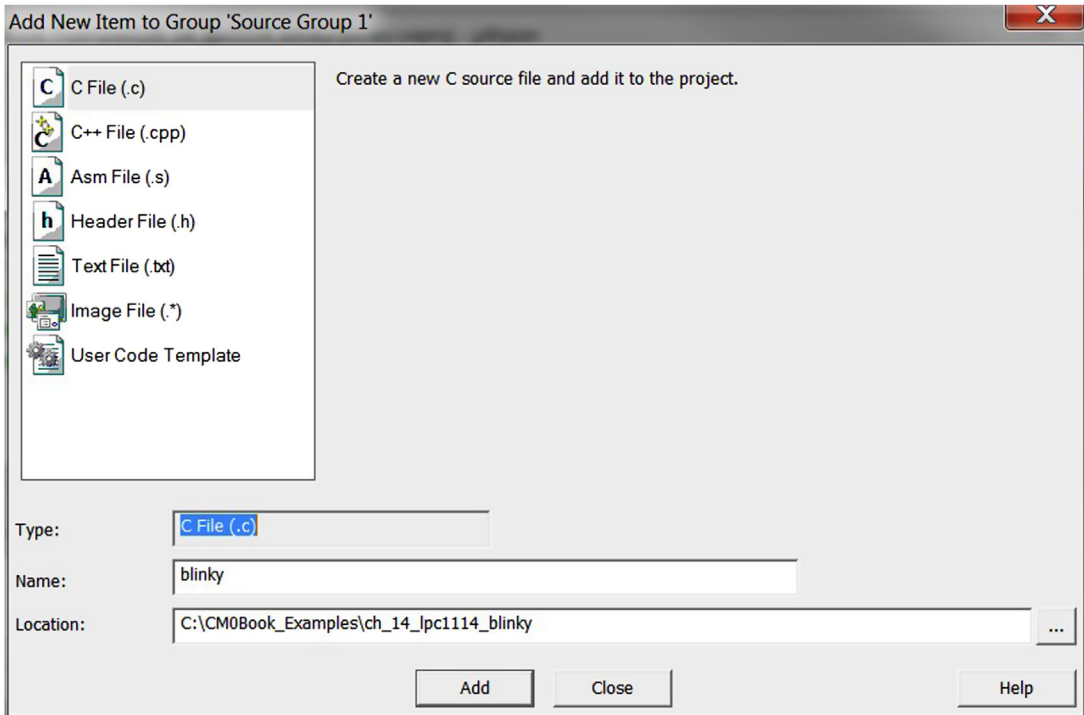 Add New Item to Group 'Source Group 1'
X
C File (.c)
C++ File (.cpp)
Asm File (.s)
Header File (.h)
Text File (.txt)
Image File (.*)
User Code Template
Create a new C source file and add it to the project.
Type:
C File (.c)
Name:
blinky
Location:
C:\CM0Book_Examples\ch_14_lpc1114_blinky
...
Add
Close
Help